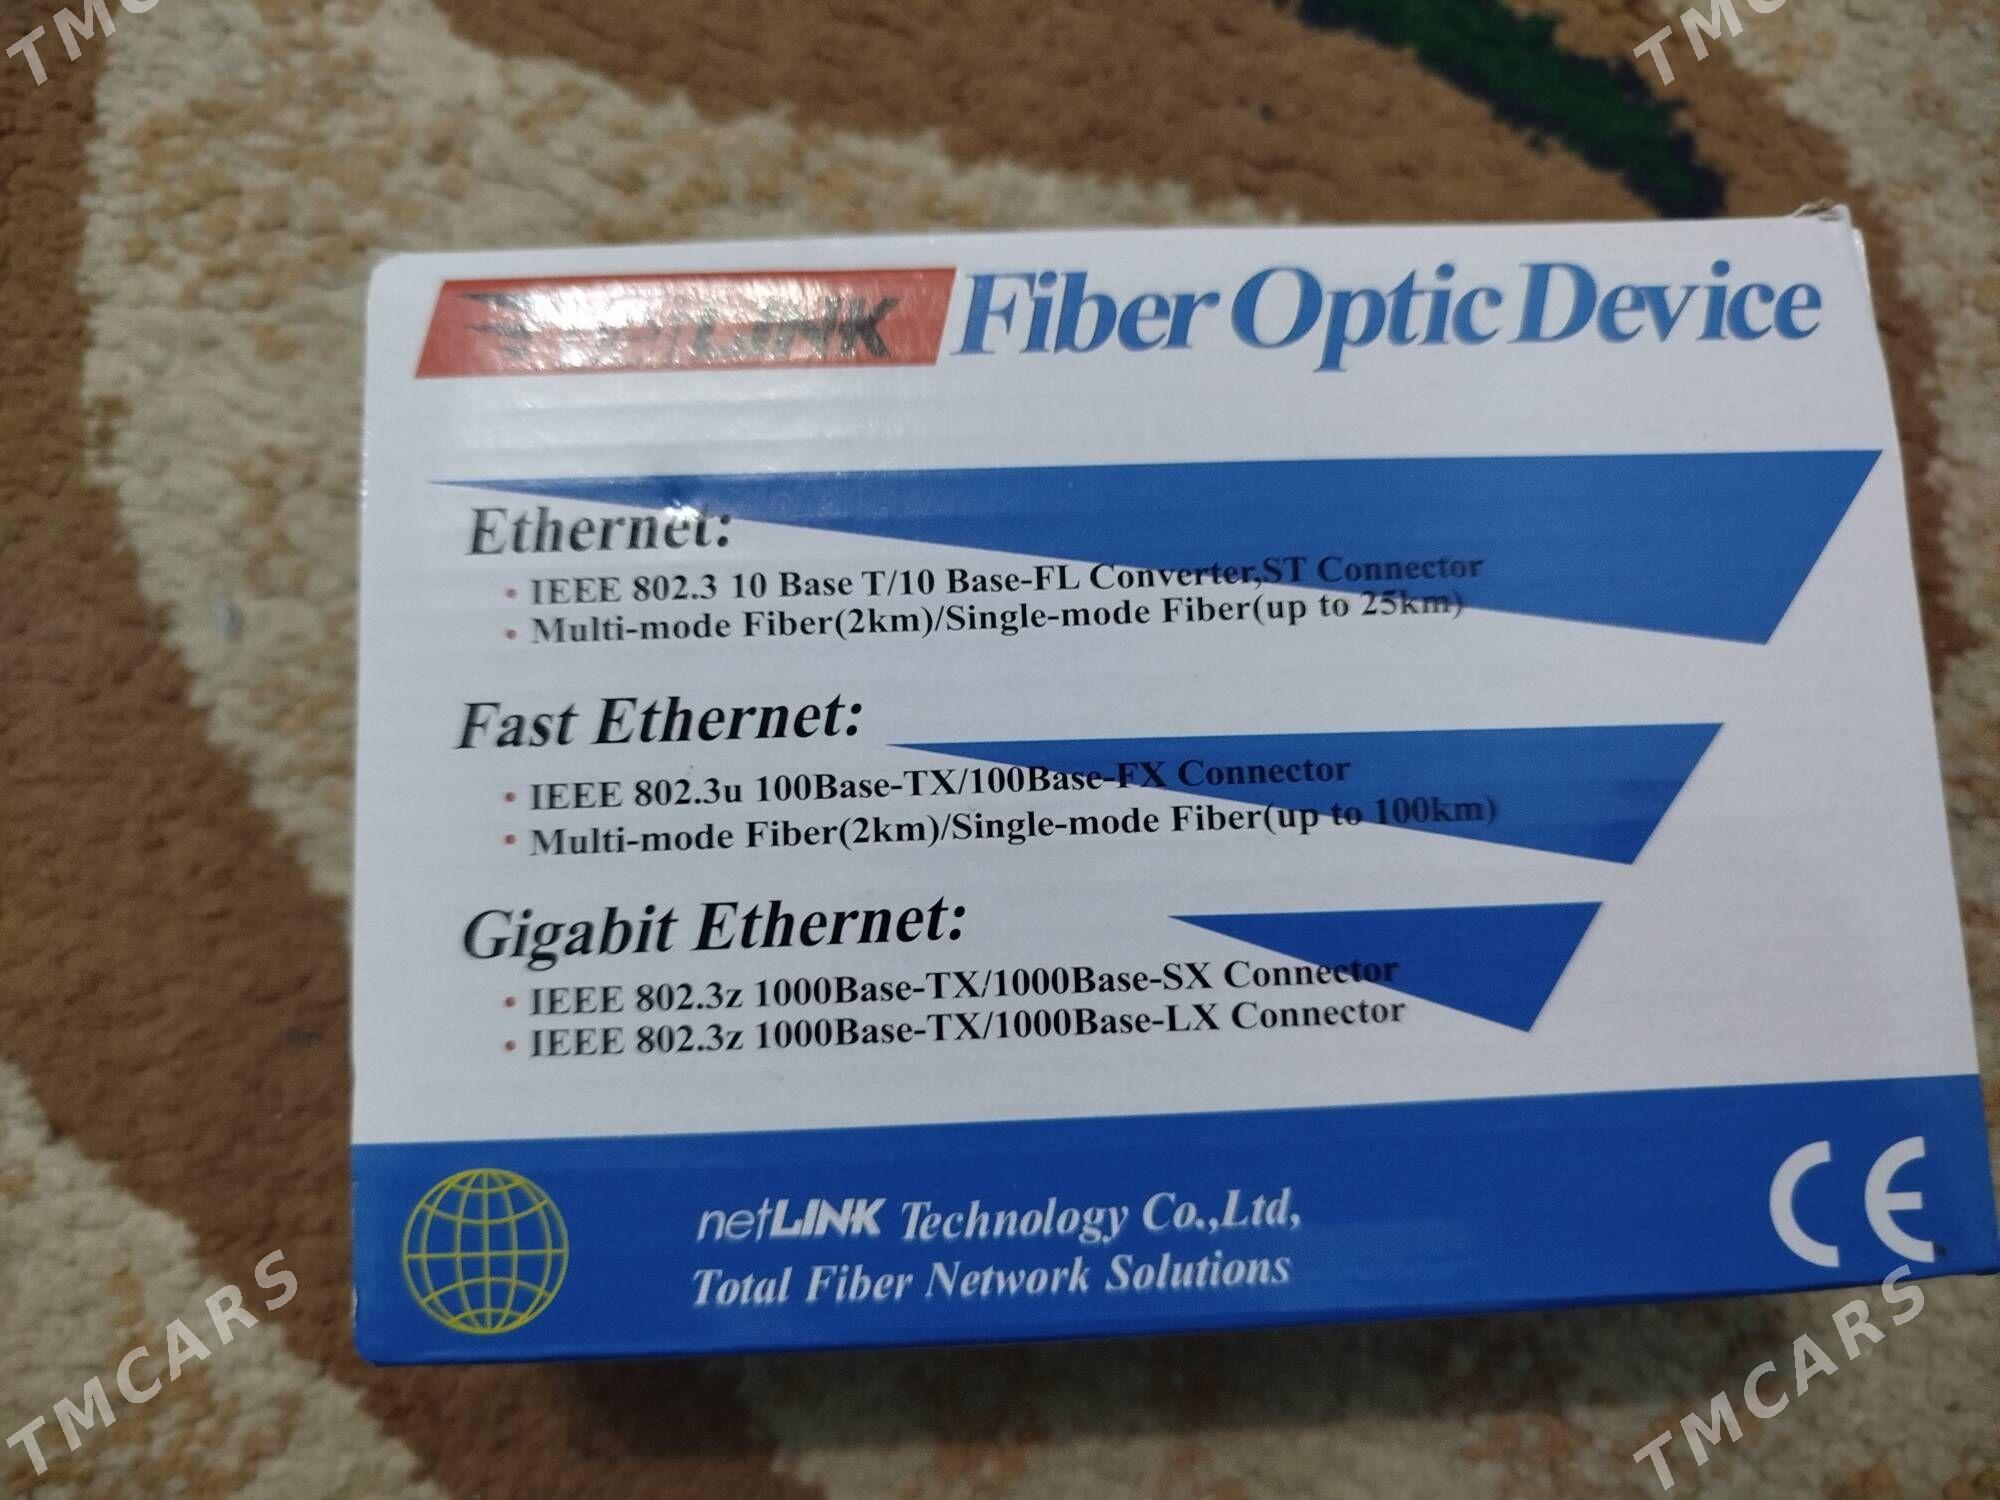 netLINK Fiber Optic Device
Ethernet:
• IEEE 802.3 10 Base T/10 Base-FL Converter,ST Connector
• Multi-mode Fiber(2km)/Single-mode Fiber(up to 25km)
Fast Ethernet:
• IEEE 802.3u 100Base-TX/100Base-FX Connector
• Multi-mode Fiber(2km)/Single-mode Fiber(up to 100km)
Gigabit Ethernet:
• IEEE 802.3z 1000Base-TX/1000Base-SX Connector
• IEEE 802.3z 1000Base-TX/1000Base-LX Connector
netLINK Technology Co.,Ltd,
Total Fiber Network Solutions
CE
TMCARS
TMCARS